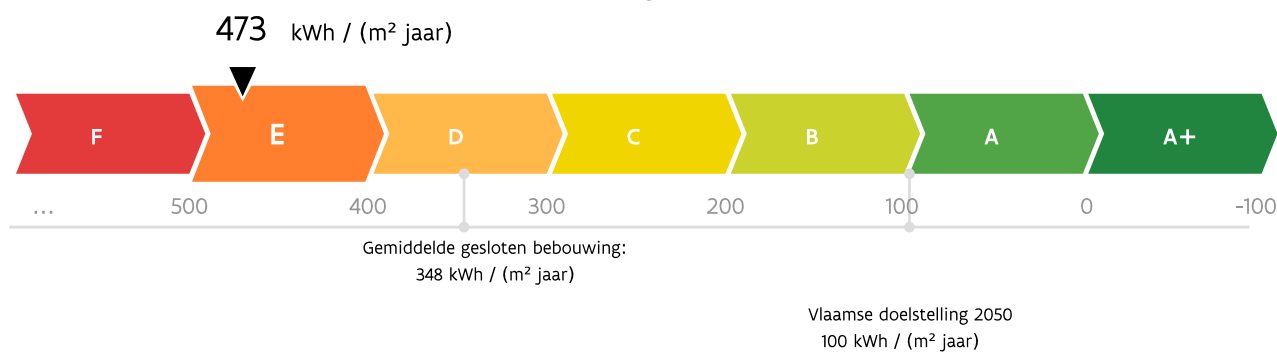 473 kWh / (m² jaar)
F E D C B A A+
... 500 400 300 200 100 0 -100
Gemiddelde gesloten bebouwing:
348 kWh / (m² jaar)
Vlaamse doelstelling 2050
100 kWh / (m² jaar)